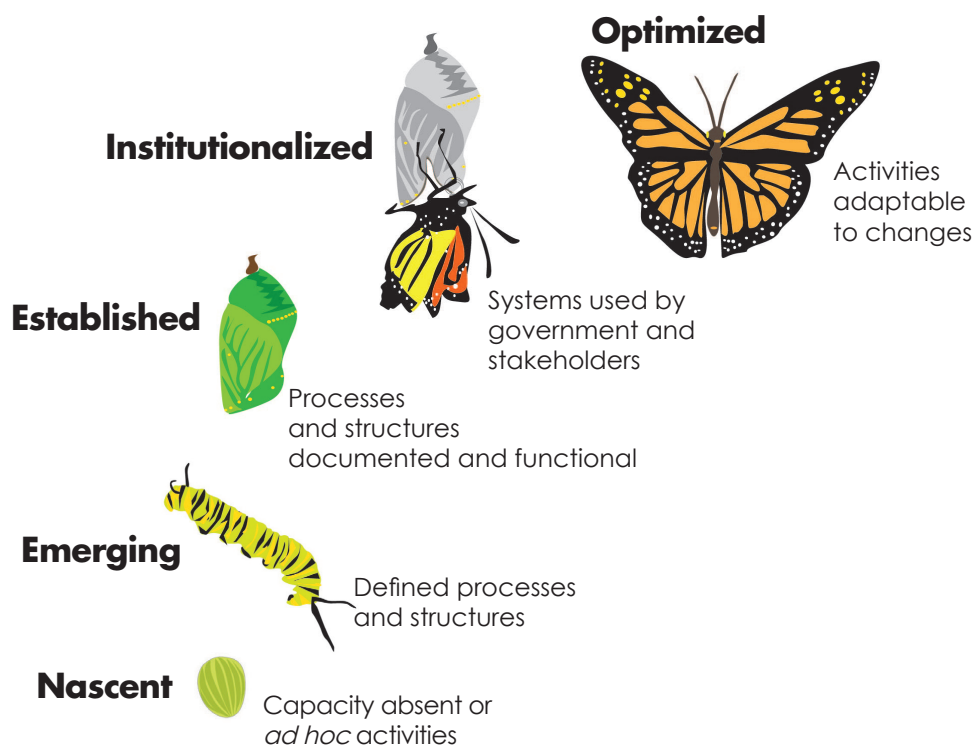 Optimized
Activities
adaptable
to changes
Institutionalized
Systems used by
government and
stakeholders
Established
Processes
and structures
documented and functional
Emerging
Defined processes
and structures
Nascent
Capacity absent or
ad hoc activities